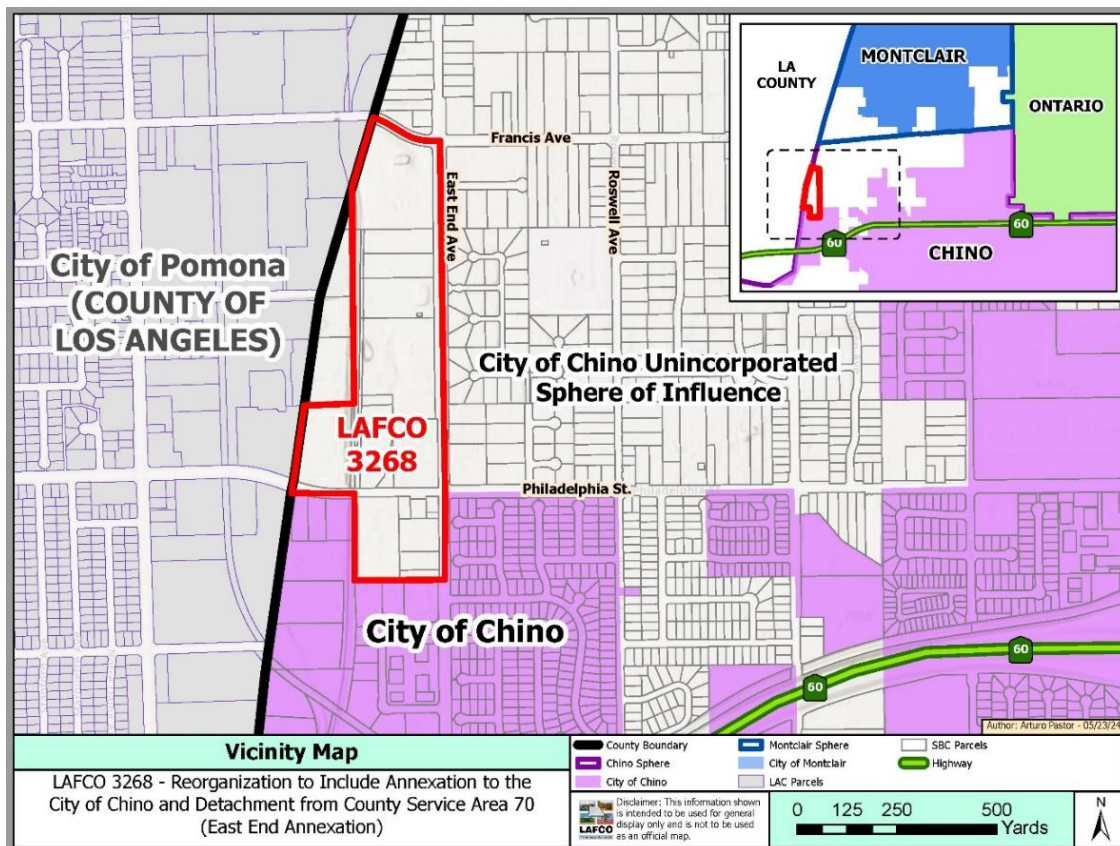 LA
COUNTY
MONTCLAIR
ONTARIO
60
60
CHINO
Francis Ave
East End Ave
Roswell Ave
City of Pomona
(COUNTY OF
LOS ANGELES)
City of Chino Unincorporated
Sphere of Influence
LAFCO
3268
Philadelphia St.
Philadelphia St
City of Chino
60
60
Author: Arturo Pastor - 05/23/24
Vicinity Map
LAFCO 3268 - Reorganization to Include Annexation to the
City of Chino and Detachment from County Service Area 70
(East End Annexation)
County Boundary
Chino Sphere
City of Chino
Montclair Sphere
City of Montclair
LAC Parcels
SBC Parcels
Highway
LAFCO
Disclaimer: This information shown
is intended to be used for general
display only and is not to be used
as an official map.
0 125 250 500
Yards
N